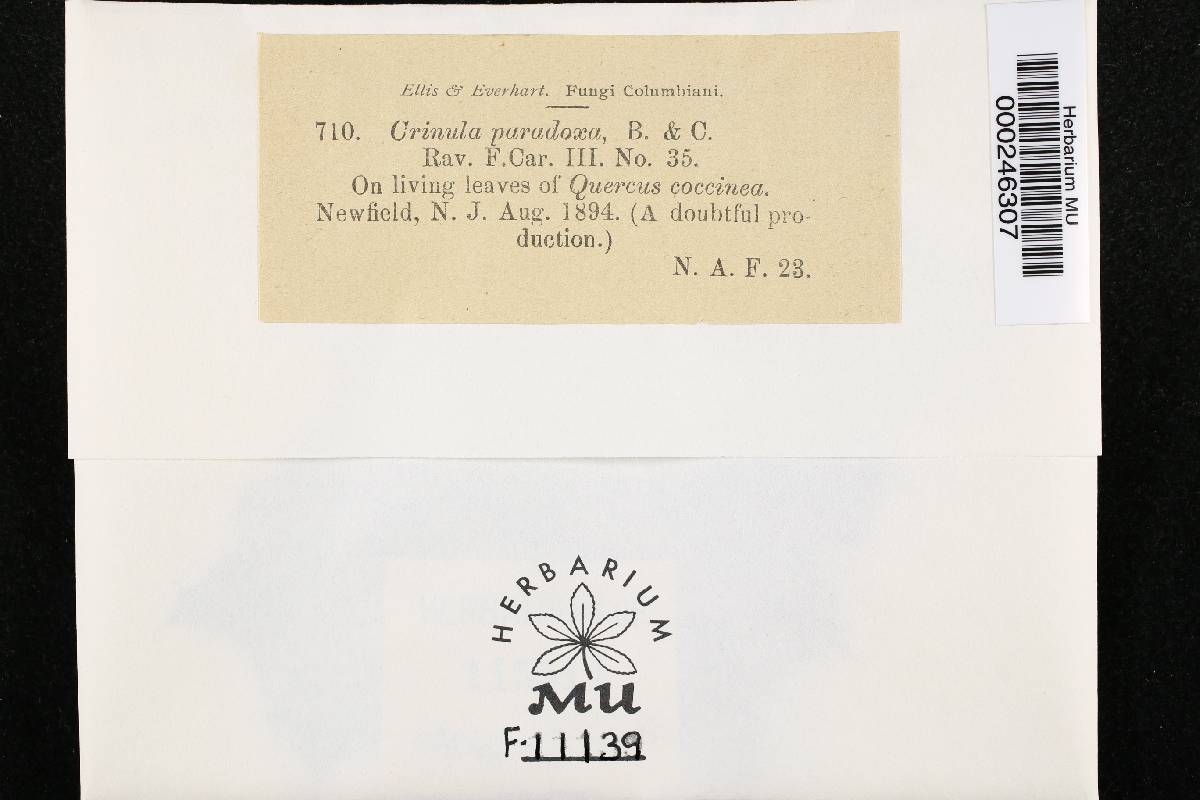 Ellis & Everhart. Fungi Columbiani.
710. Crinula paradoxa, B. & C.
Rav. F. Car. III. No. 35.
On living leaves of Quercus coccinea.
Newfield, N. J. Aug. 1894. (A doubtful pro-
duction.)
N. A. F. 23.
Herbarium MU
000246307
HERBARIUM
MU
F-11139